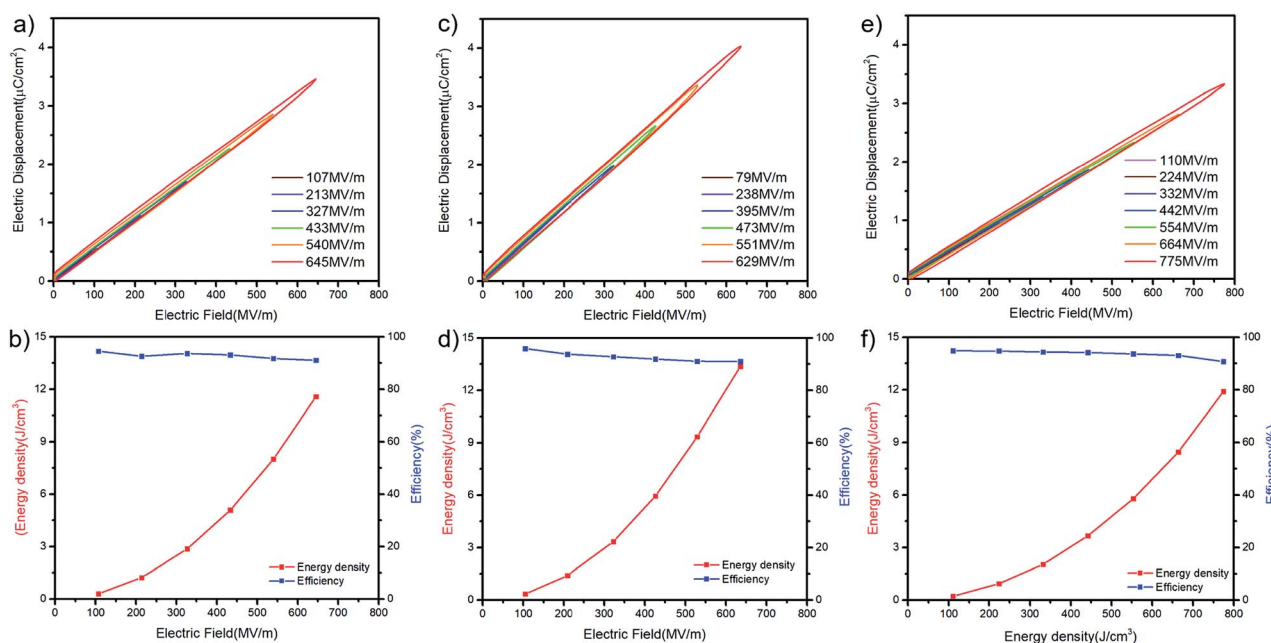 a)
Electric Displacement(μC/cm²)
4
3
2
1
0
107MV/m
213MV/m
327MV/m
433MV/m
540MV/m
645MV/m
0 100 200 300 400 500 600 700 800
Electric Field(MV/m)
c)
Electric Displacement(μC/cm²)
4
3
2
1
0
79MV/m
238MV/m
395MV/m
473MV/m
551MV/m
629MV/m
0 100 200 300 400 500 600 700 800
Electric Field(MV/m)
e)
Electric Displacement(μC/cm²)
4
3
2
1
0
110MV/m
224MV/m
332MV/m
442MV/m
554MV/m
664MV/m
775MV/m
0 100 200 300 400 500 600 700 800
Electric Field(MV/m)
b)
(Energy density(J/cm³)
15
12
9
6
3
0
100
80
60
40
20
0
Efficiency(%)
Energy density
Efficiency
0 100 200 300 400 500 600 700 800
Electric Field(MV/m)
d)
Energy density(J/cm³)
15
12
9
6
3
0
100
80
60
40
20
0
Efficiency(%)
Energy density
Efficiency
0 100 200 300 400 500 600 700 800
Electric Field(MV/m)
f)
Energy density(J/cm³)
15
12
9
6
3
0
100
80
60
40
20
0
Efficiency(%)
Energy density
Efficiency
0 100 200 300 400 500 600 700 800
Energy density(J/cm³)